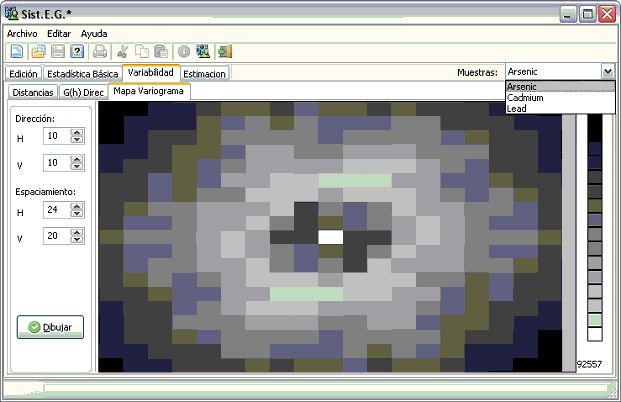 Sist.E.G.*
Archivo Editar Ayuda
Edición Estadística Básica Variabilidad Estimacion Muestras: Arsenic
Arsenic
Cadmium
Lead
Distancias G(h) Direc Mapa Variograma
Dirección:
H 10
V 10
Espaciamiento:
H 24
V 20
Dibujar
92557